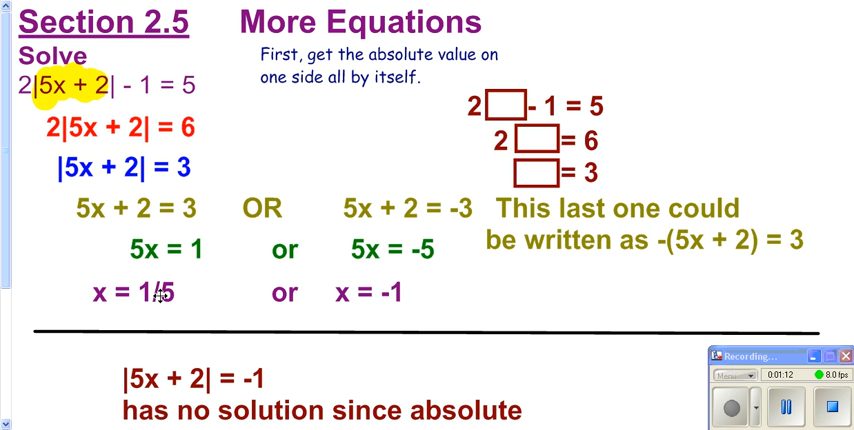 Section 2.5 More Equations
Solve
First, get the absolute value on
one side all by itself.
2|5x + 2| - 1 = 5
2|5x + 2| = 6
|5x + 2| = 3
2 - 1 = 5
2 = 6
= 3
5x + 2 = 3 OR 5x + 2 = -3
5x = 1 or 5x = -5
x = 1/5 or x = -1
This last one could
be written as -(5x + 2) = 3
|5x + 2| = -1
has no solution since absolute
Recording...
Menu 0:01:12 8.0 fps